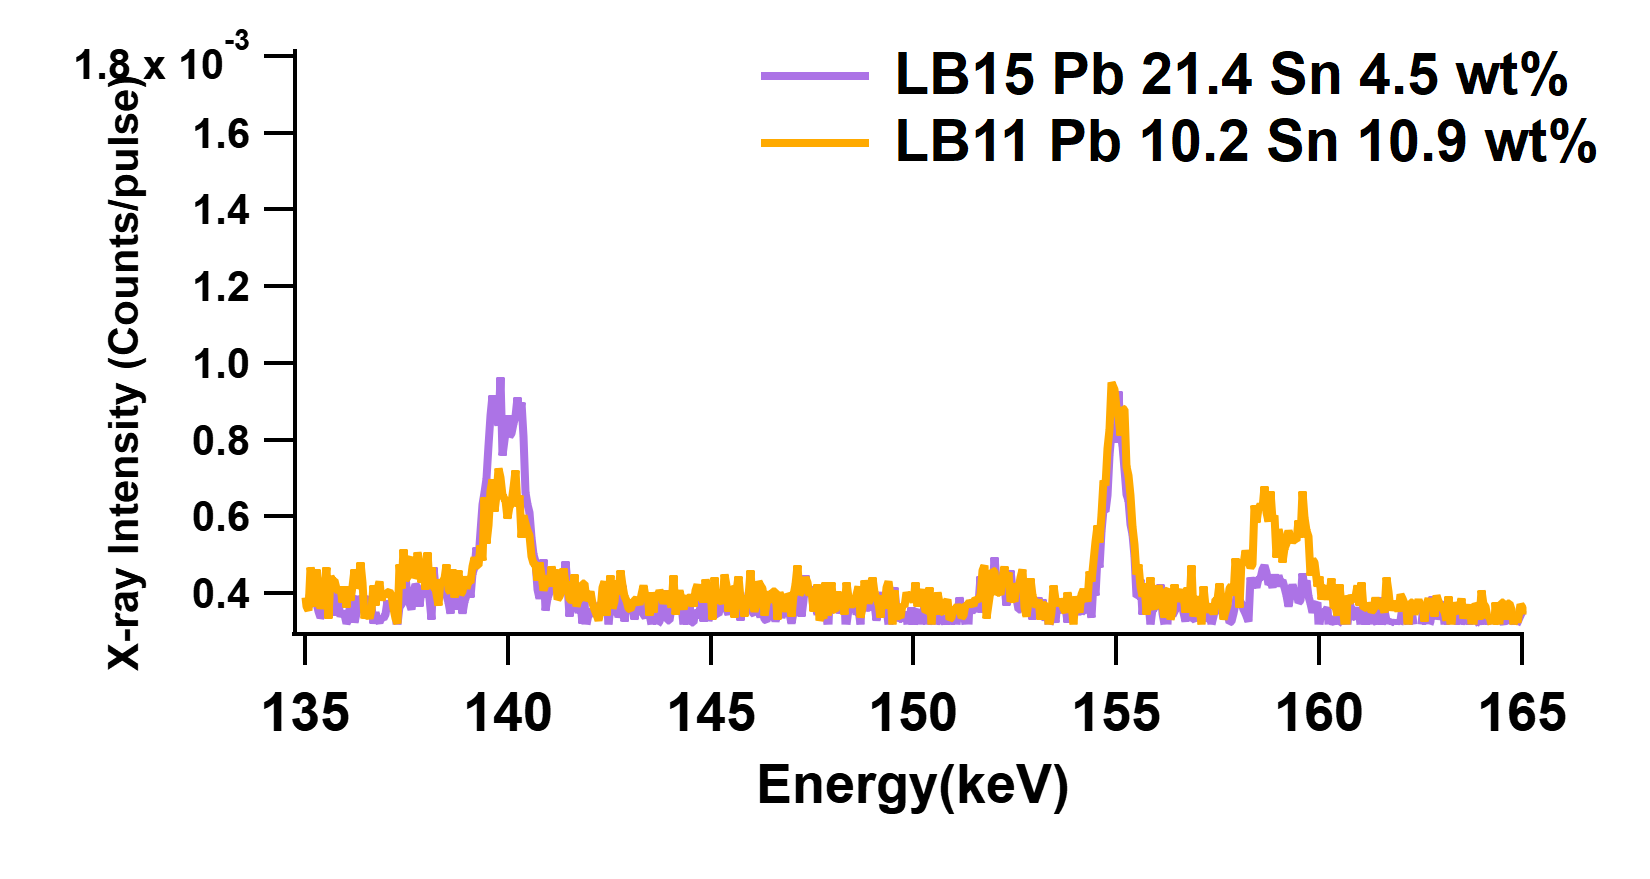 1.8 x 10-3
1.6
1.4
1.2
1.0
0.8
0.6
0.4
X-ray Intensity (Counts/pulse)
LB15 Pb 21.4 Sn 4.5 wt%
LB11 Pb 10.2 Sn 10.9 wt%
135 140 145 150 155 160 165
Energy(keV)